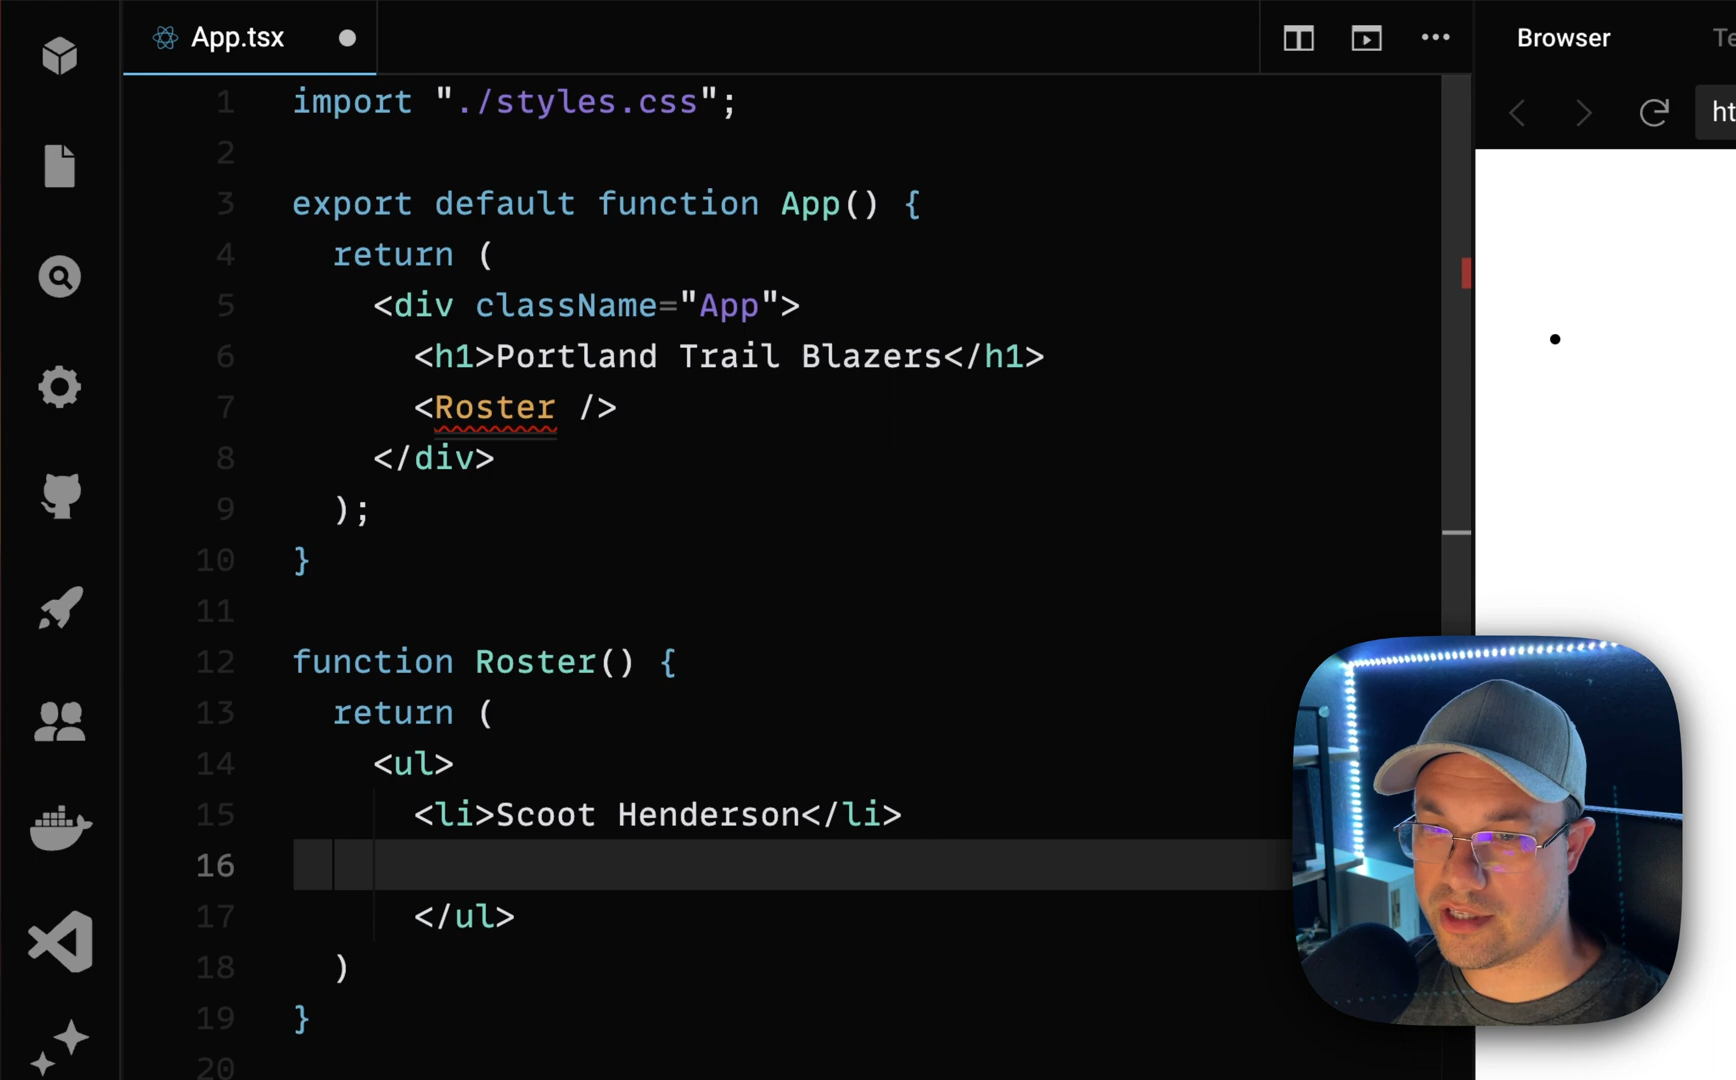 App.tsx
Browser
Te
ht
1 import "./styles.css";
2
3 export default function App() {
4 return (
5 <div className="App">
6 <h1>Portland Trail Blazers</h1>
7 <Roster />
8 </div>
9 );
10 }
11
12 function Roster() {
13 return (
14 <ul>
15 <li>Scoot Henderson</li>
16
17 </ul>
18 )
19 }
20